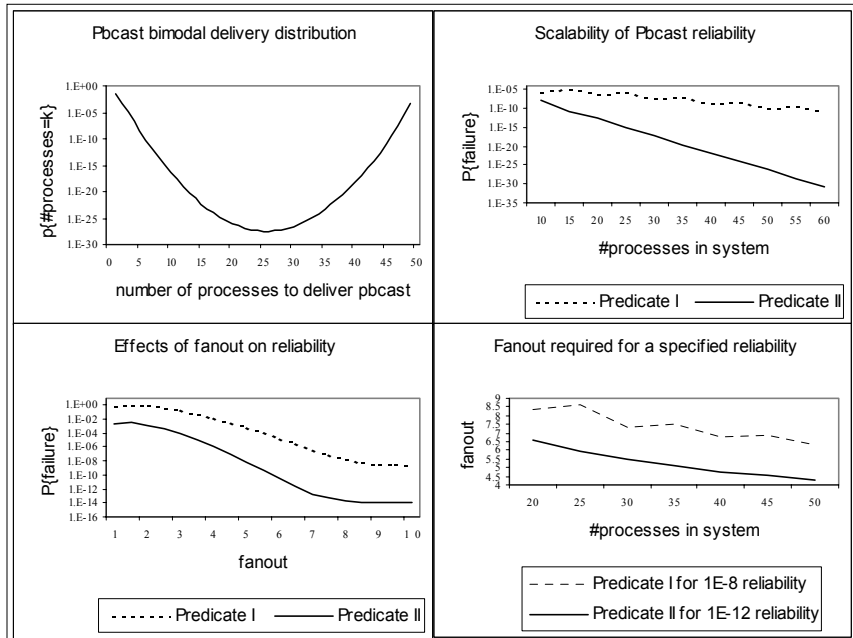 Pbcast bimodal delivery distribution
p{#processes=k}
1.E+00
1.E-05
1.E-10
1.E-15
1.E-20
1.E-25
1.E-30
0 5 10 15 20 25 30 35 40 45 50
number of processes to deliver pbcast
Scalability of Pbcast reliability
P{failure}
1.E-05
1.E-10
1.E-15
1.E-20
1.E-25
1.E-30
1.E-35
10 15 20 25 30 35 40 45 50 55 60
#processes in system
Predicate I Predicate II
Effects of fanout on reliability
P{failure}
1.E+00
1.E-02
1.E-04
1.E-06
1.E-08
1.E-10
1.E-12
1.E-14
1.E-16
1 2 3 4 5 6 7 8 9 1 0
fanout
Predicate I Predicate II
Fanout required for a specified reliability
fanout
9
8.5
8
7.5
7
6.5
6
5.5
5
4.5
4
20 25 30 35 40 45 50
#processes in system
Predicate I for 1E-8 reliability
Predicate II for 1E-12 reliability